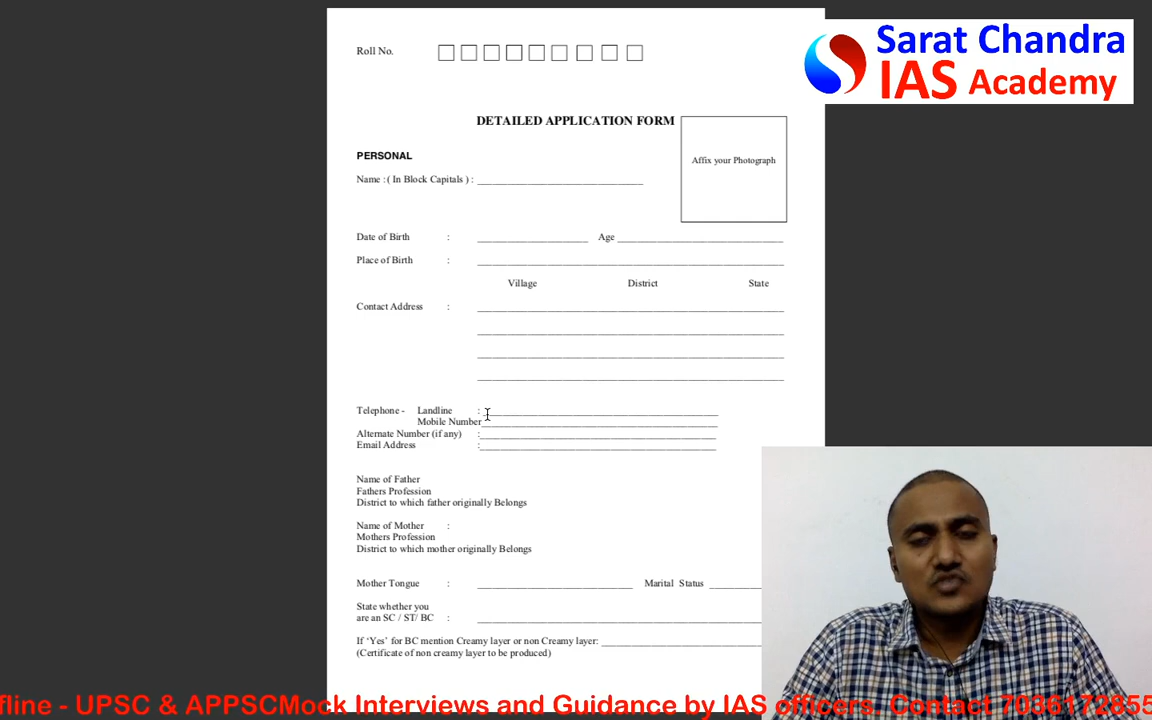 Roll No.
Sarat Chandra
IAS Academy
DETAILED APPLICATION FORM
Affix your Photograph
PERSONAL
Name : ( In Block Capitals ) :
Date of Birth : Age
Place of Birth :
Village District State
Contact Address :
Telephone - Landline :
Mobile Number
Alternate Number (if any) :
Email Address :
Name of Father
Fathers Profession
District to which father originally Belongs
Name of Mother :
Mothers Profession
District to which mother originally Belongs
Mother Tongue : Marital Status
State whether you
are an SC / ST/ BC :
If ‘Yes’ for BC mention Creamy layer or non Creamy layer:
(Certificate of non creamy layer to be produced)
ffline - UPSC & APPSCMock Interviews and Guidance by IAS officers. Contact 7036172855